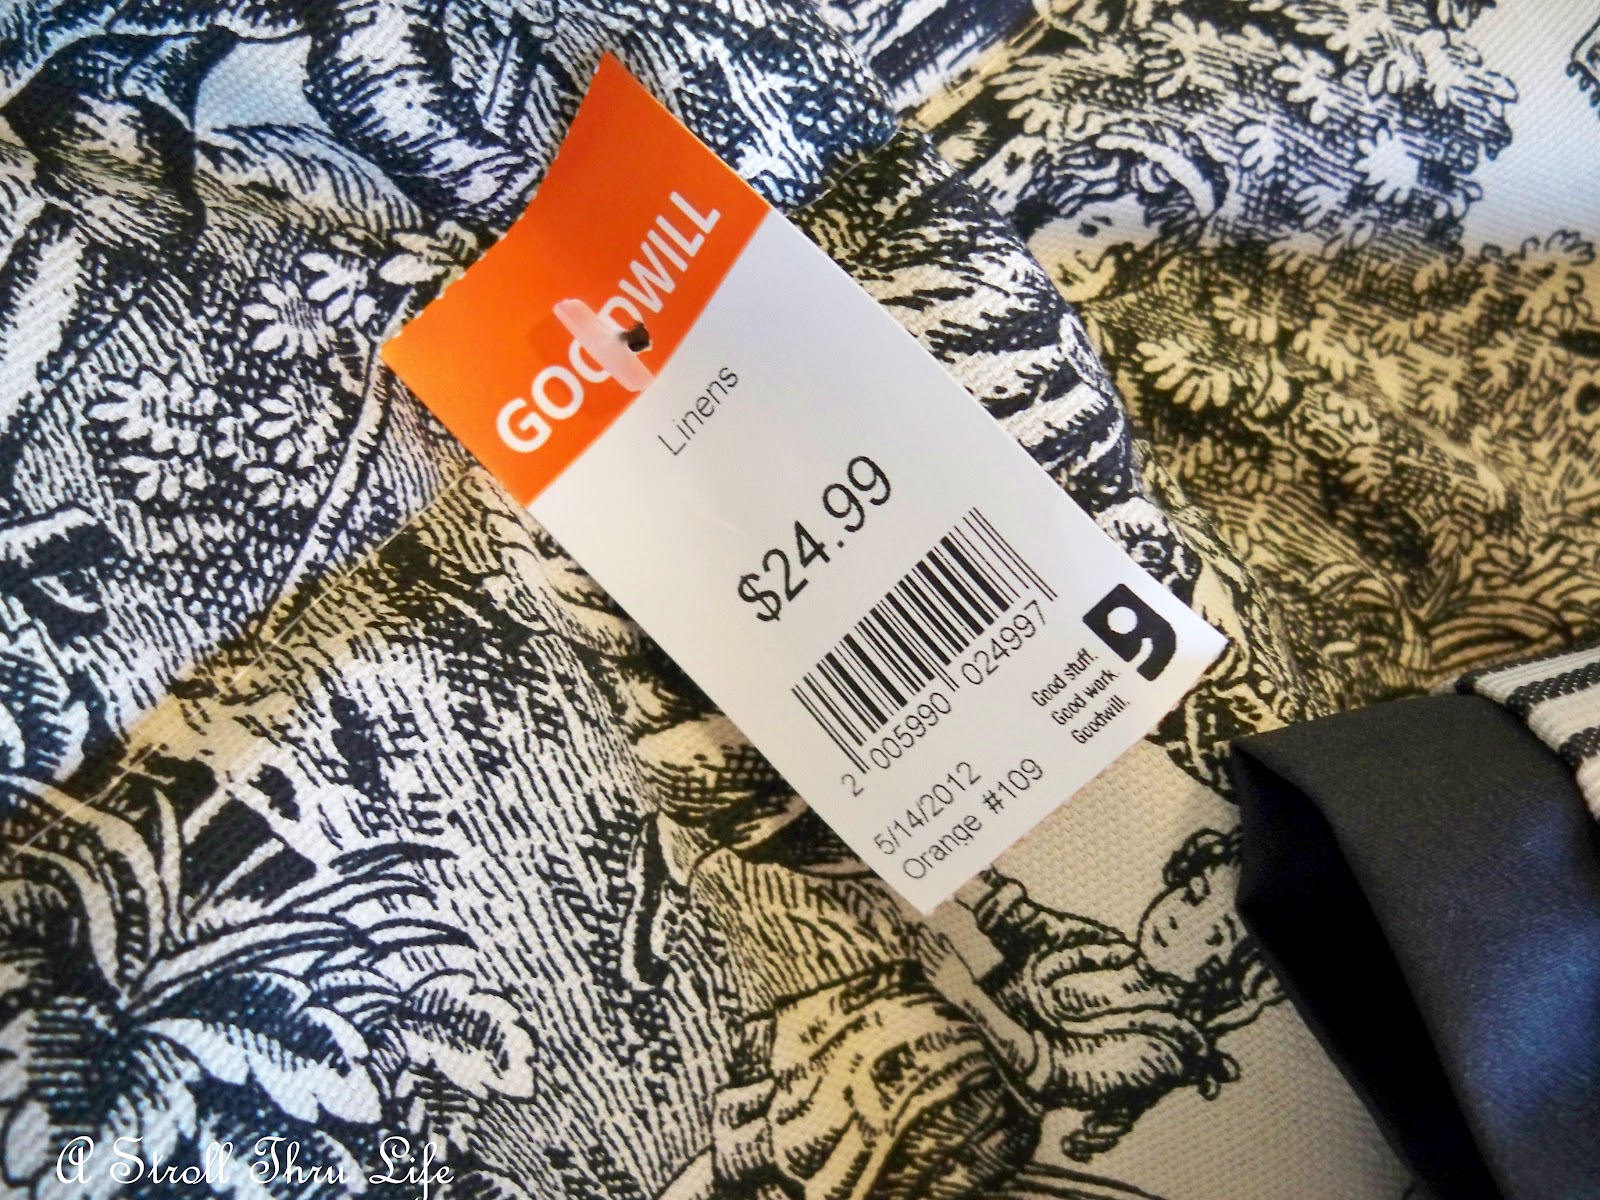 GOODWILL
Linens
$24.99
2 005990 024997
Good stuff.
Good work.
Goodwill.
5/14/2012
Orange #109
A Stroll Thru Life